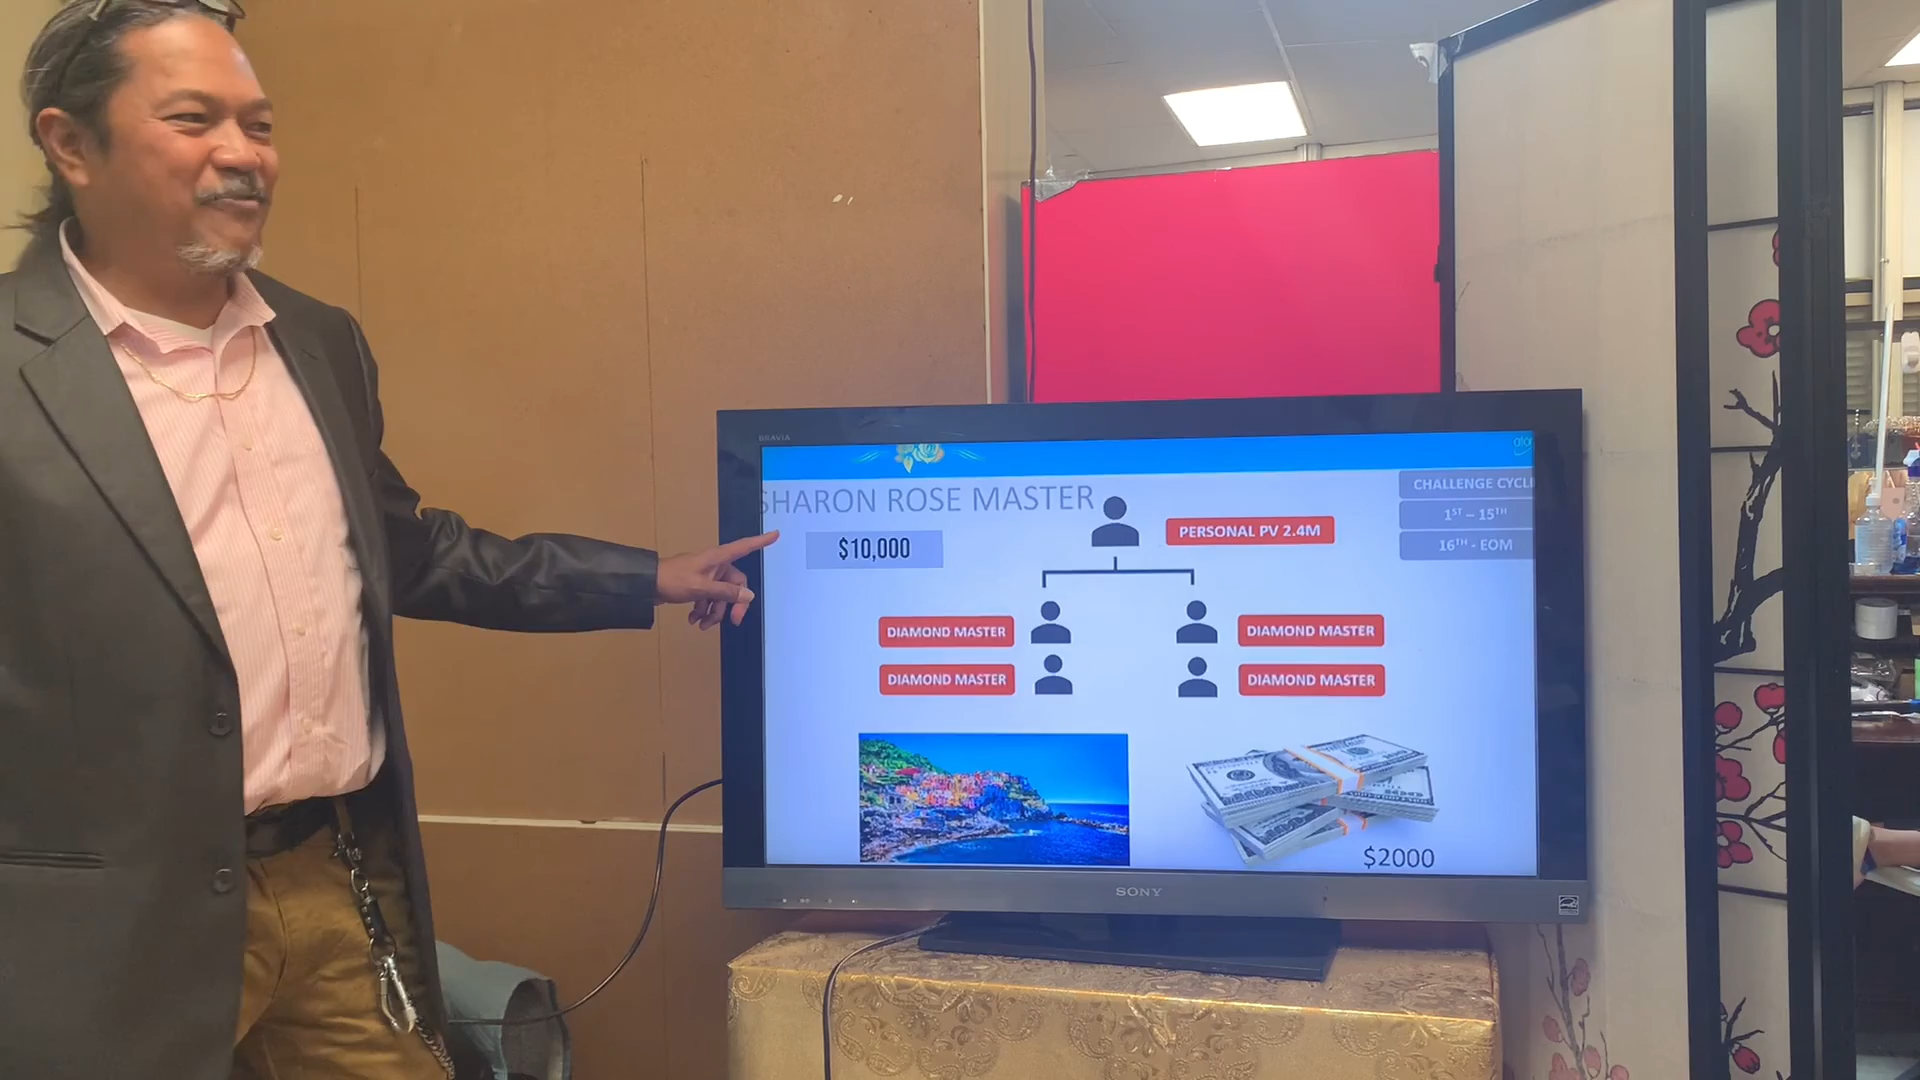 BRAVIA
SHARON ROSE MASTER
$10,000
PERSONAL PV 2.4M
CHALLENGE CYCLE
1ST – 15TH
16TH - EOM
DIAMOND MASTER
DIAMOND MASTER
DIAMOND MASTER
DIAMOND MASTER
$2000
SONY